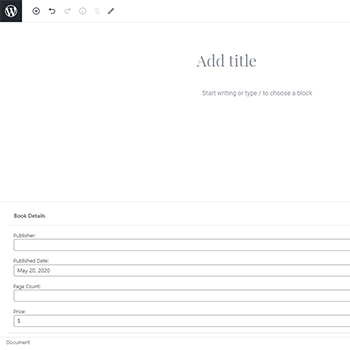 Add title
Start writing or type / to choose a block
Book Details
Publisher:
Published Date:
May 20, 2020
Page Count:
Price:
$
Document